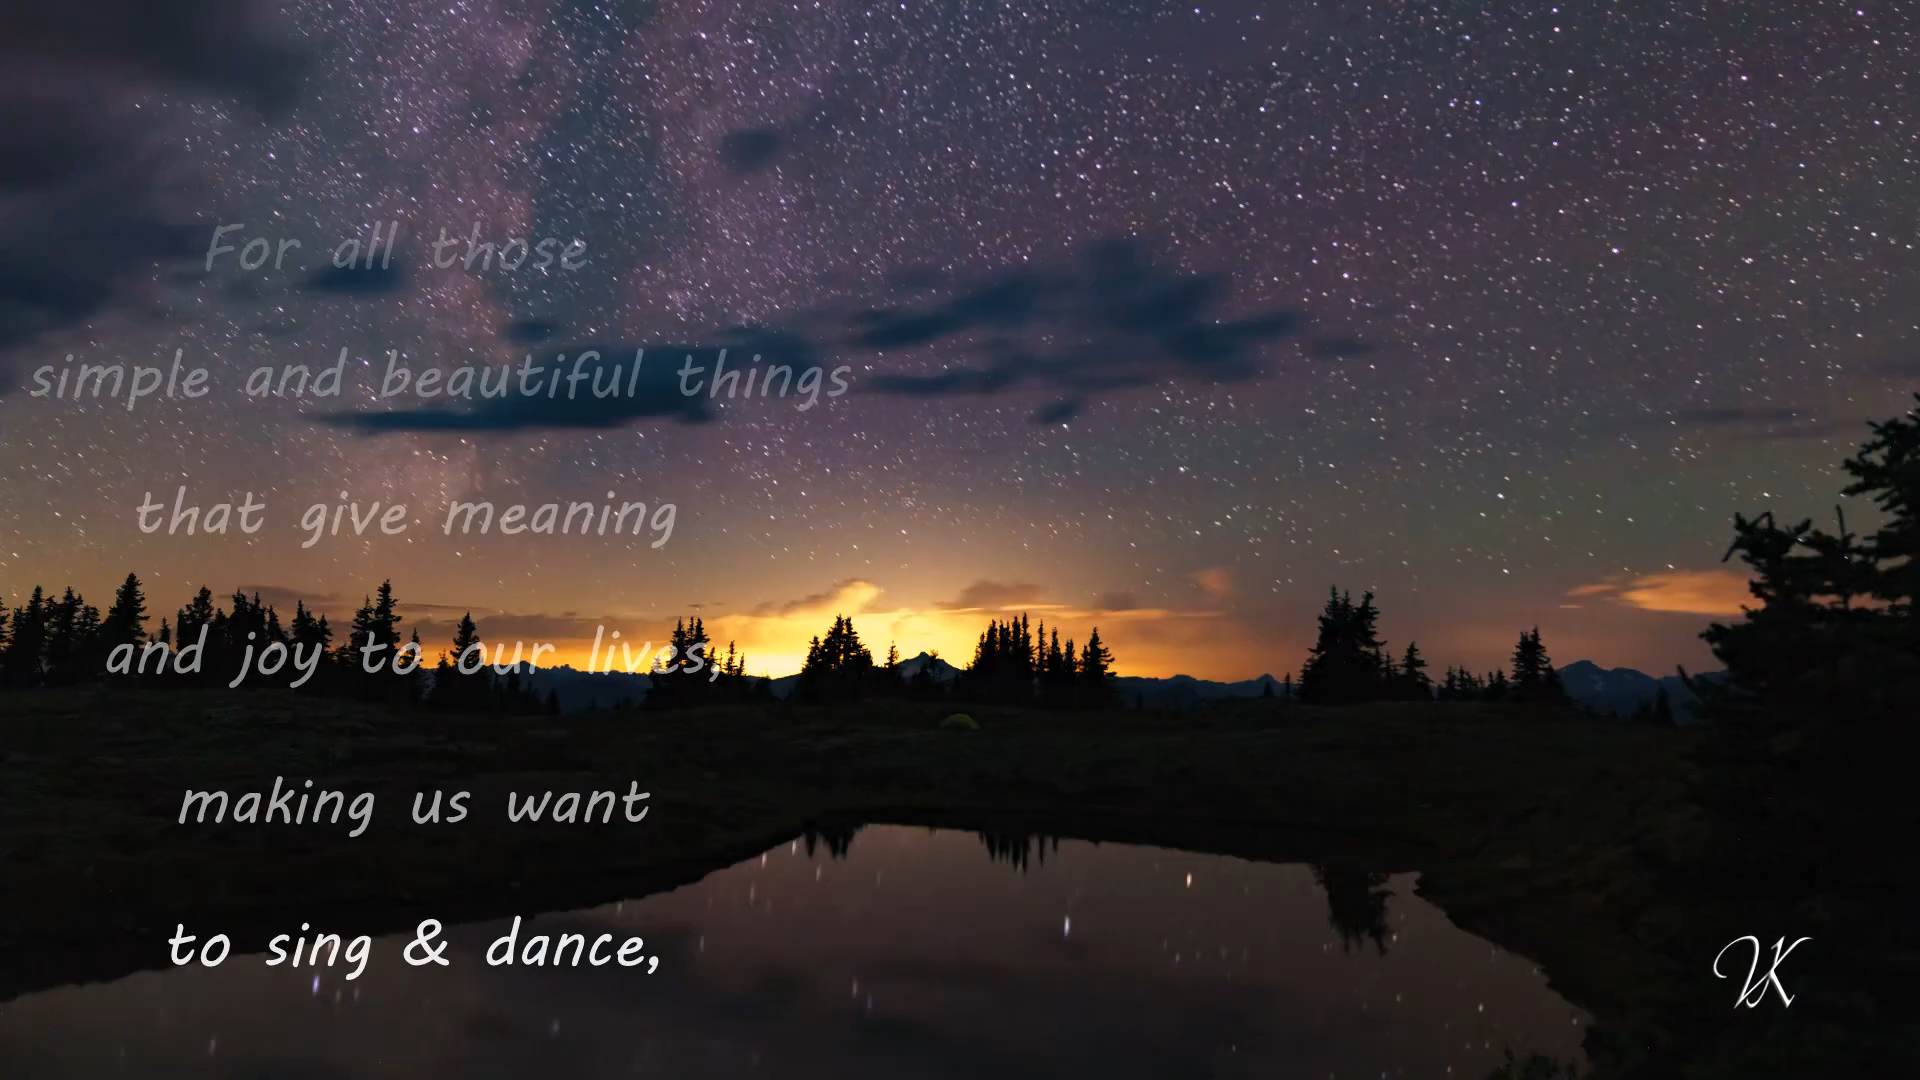 For all those
simple and beautiful things
that give meaning
and joy to our lives,
making us want
to sing & dance,
VK